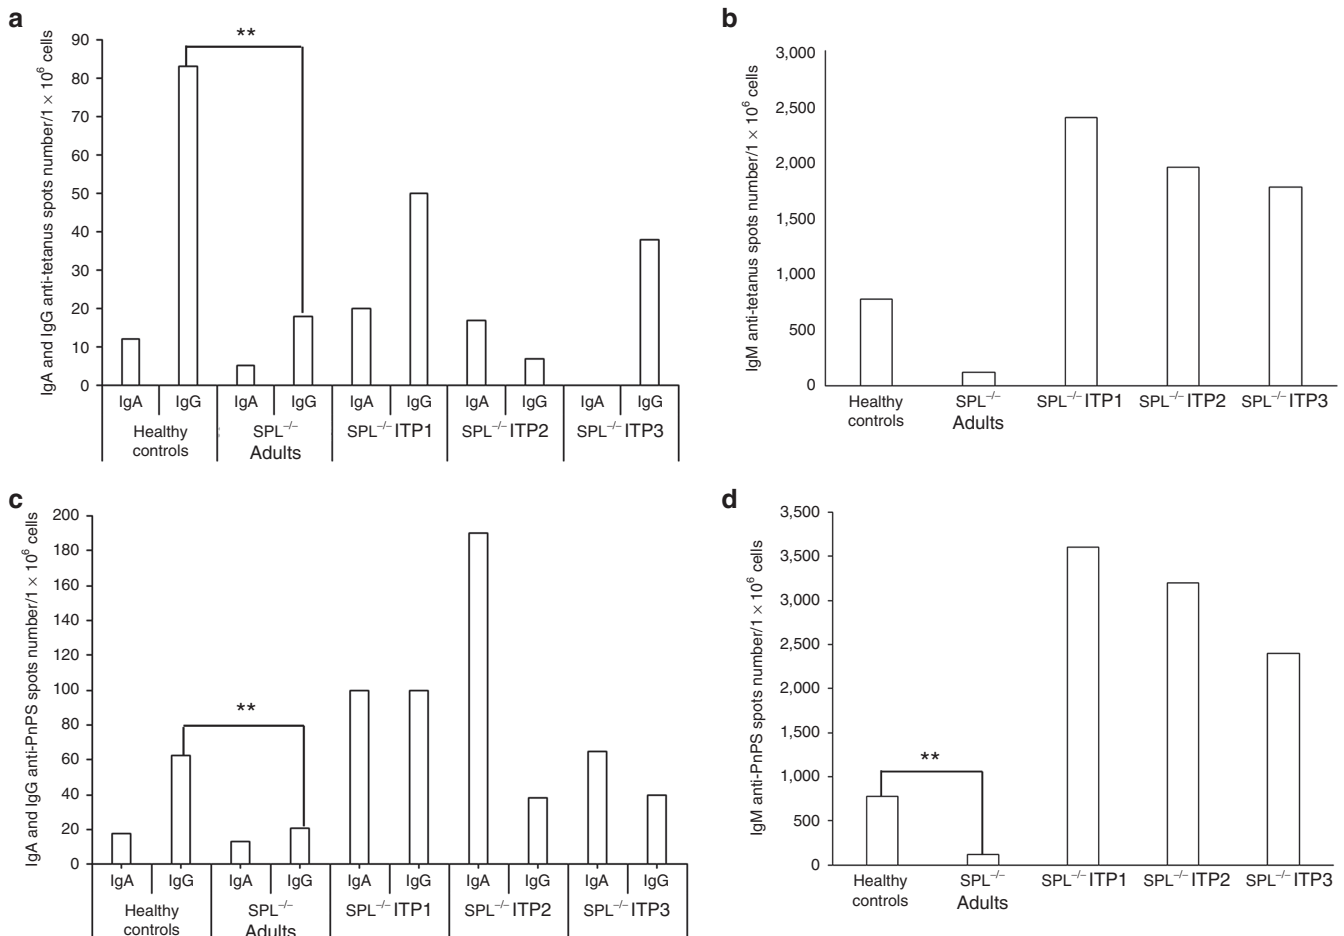 a
IgA and IgG anti-tetanus spots number/1 × 10⁶ cells
90
80
70
60
50
40
30
20
10
0
**
IgA IgG IgA IgG IgA IgG IgA IgG IgA IgG
Healthy controls
SPL⁻/⁻ Adults
SPL⁻/⁻ ITP1
SPL⁻/⁻ ITP2
SPL⁻/⁻ ITP3
b
IgM anti-tetanus spots number/1 × 10⁶ cells
3,000
2,500
2,000
1,500
1,000
500
0
Healthy controls
SPL⁻/⁻ Adults
SPL⁻/⁻ ITP1
SPL⁻/⁻ ITP2
SPL⁻/⁻ ITP3
c
IgA and IgG anti-PnPS spots number/1 × 10⁶ cells
200
180
160
140
120
100
80
60
40
20
0
**
IgA IgG IgA IgG IgA IgG IgA IgG IgA IgG
Healthy controls
SPL⁻/⁻ Adults
SPL⁻/⁻ ITP1
SPL⁻/⁻ ITP2
SPL⁻/⁻ ITP3
d
IgM anti-PnPS spots number/1 × 10⁶ cells
3,500
3,500
3,000
2,500
2,000
1,500
1,000
500
0
**
Healthy controls
SPL⁻/⁻ Adults
SPL⁻/⁻ ITP1
SPL⁻/⁻ ITP2
SPL⁻/⁻ ITP3